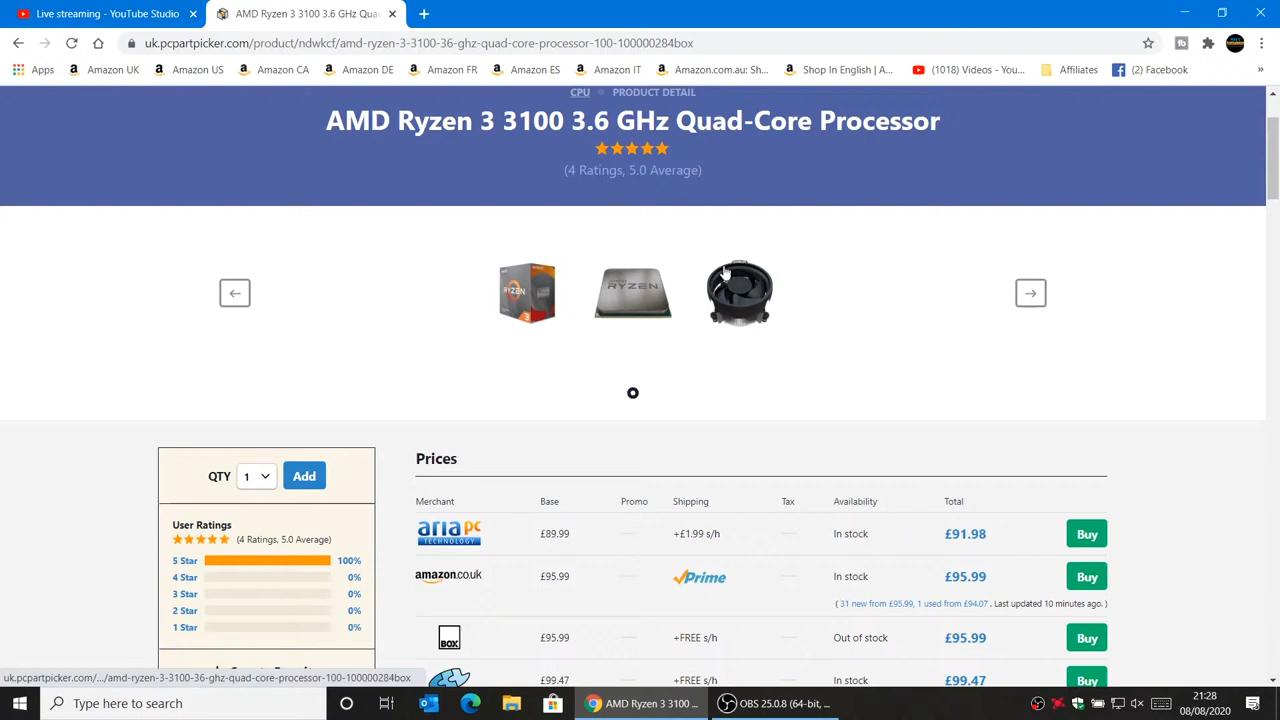 Live streaming - YouTube Studio
AMD Ryzen 3 3100 3.6 GHz Quad
uk.pcpartpicker.com/product/ndwkcf/amd-ryzen-3-3100-36-ghz-quad-core-processor-100-100000284box
Apps Amazon UK Amazon US Amazon CA Amazon DE Amazon FR Amazon ES Amazon IT Amazon.com.au: Sh... Shop In English | A... (1018) Videos - You... Affiliates (2) Facebook »
CPU PRODUCT DETAIL
AMD Ryzen 3 3100 3.6 GHz Quad-Core Processor
(4 Ratings, 5.0 Average)
RYZEN
3
RYZEN
QTY 1 Add
User Ratings
(4 Ratings, 5.0 Average)
5 Star 100%
4 Star 0%
3 Star 0%
2 Star 0%
1 Star 0%
Prices
Merchant Base Promo Shipping Tax Availability Total
aria pc TECHNOLOGY £89.99 +£1.99 s/h In stock £91.98 Buy
amazon.co.uk £95.99 Prime In stock £95.99 Buy
( 31 new from £95.99, 1 used from £94.07 . Last updated 10 minutes ago. )
BOX £95.99 +FREE s/h Out of stock £95.99 Buy
£99.47 +FREE s/h In stock £99.47 Buy
uk.pcpartpicker.com/.../amd-ryzen-3-3100-36-ghz-quad-core-processor-100-100000284box
Type here to search
AMD Ryzen 3 3100 ...
OBS 25.0.8 (64-bit, ...
21:28
08/08/2020